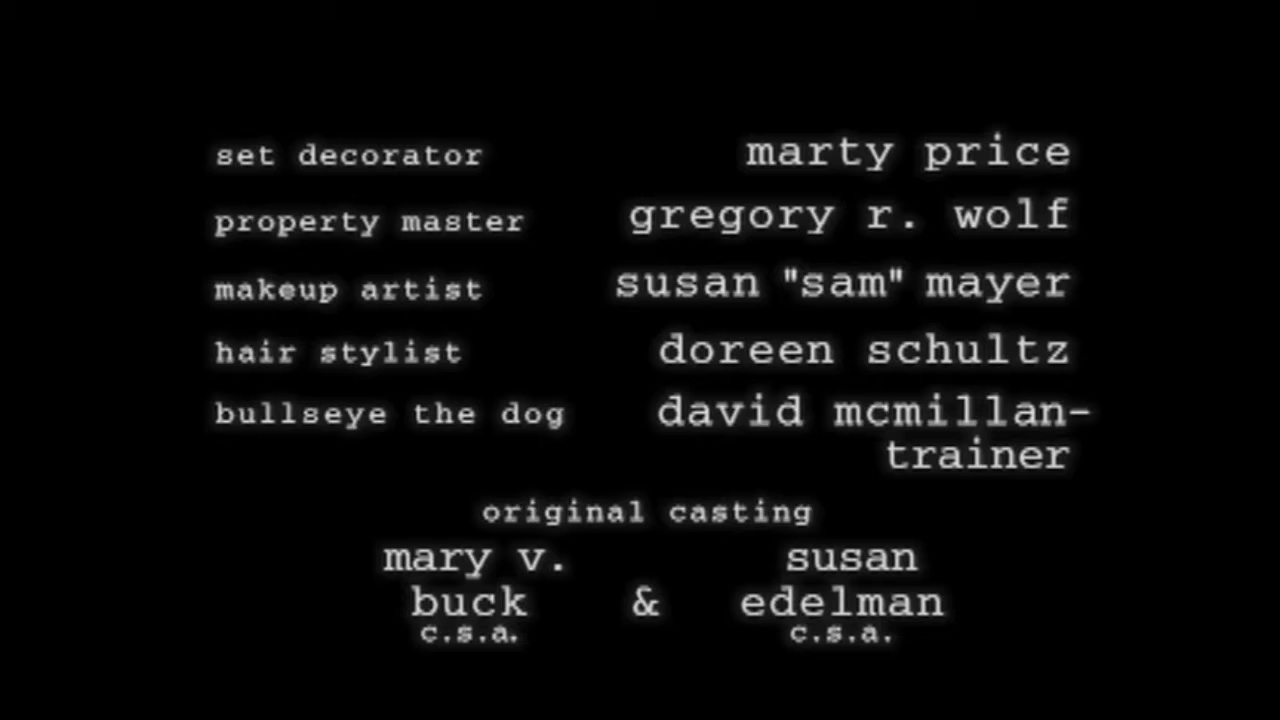 set decorator marty price
property master gregory r. wolf
makeup artist susan "sam" mayer
hair stylist doreen schultz
bullseye the dog david mcmillan-
trainer
original casting
mary v. susan
buck & edelman
c.s.a. c.s.a.